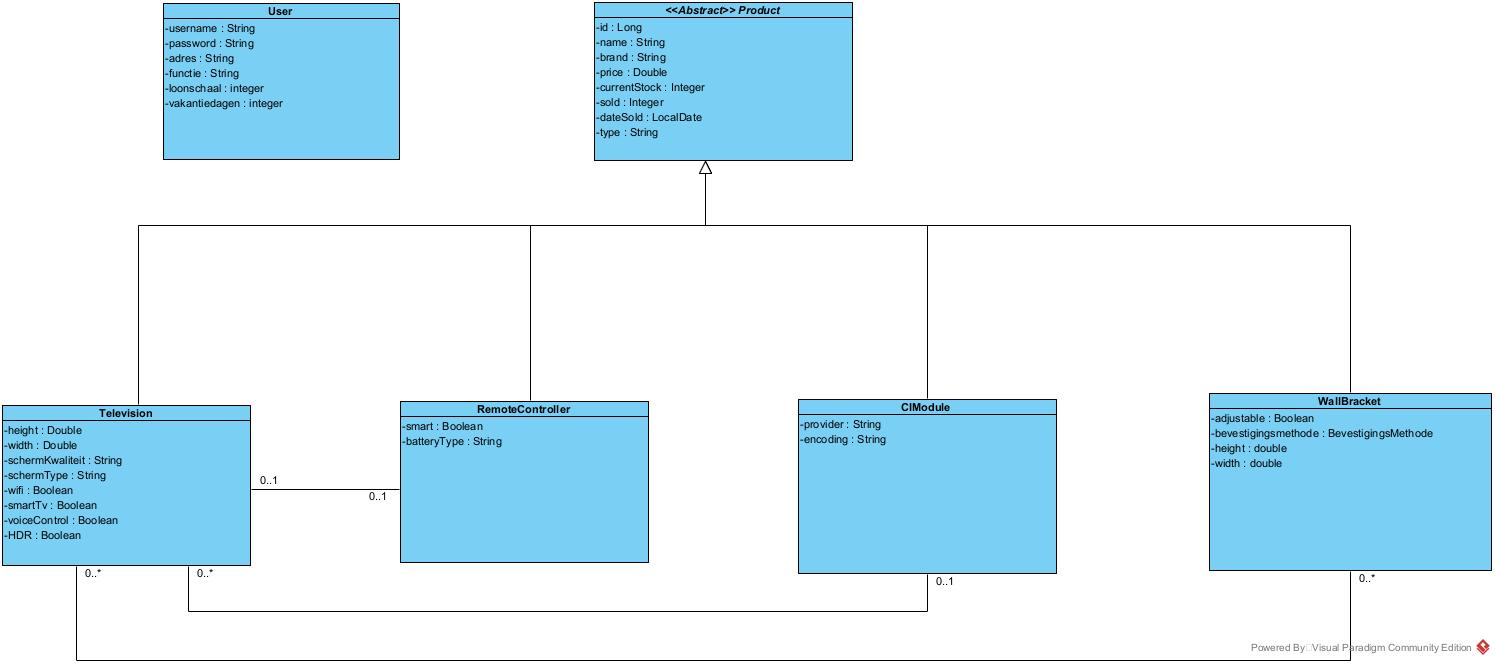 User
-username : String
-password : String
-adres : String
-functie : String
-loonschaal : integer
-vakantiedagen : integer
<<Abstract>> Product
-id : Long
-name : String
-brand : String
-price : Double
-currentStock : Integer
-sold : Integer
-dateSold : LocalDate
-type : String
Television
-height : Double
-width : Double
-schermKwaliteit : String
-schermType : String
-wifi : Boolean
-smartTv : Boolean
-voiceControl : Boolean
-HDR : Boolean
0..1
0..1
RemoteController
-smart : Boolean
-batteryType : String
CIModule
-provider : String
-encoding : String
WallBracket
-adjustable : Boolean
-bevestigingsmethode : BevestigingsMethode
-height : double
-width : double
0..*
0..*
0..1
0..*
Powered By Visual Paradigm Community Edition